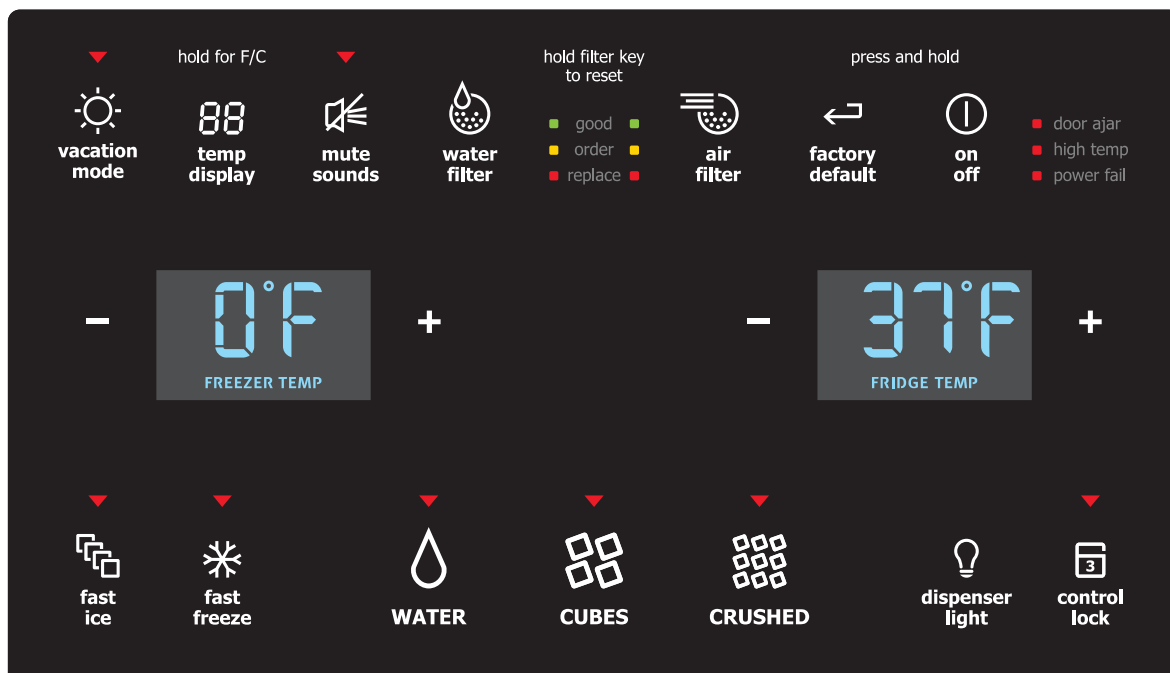 hold for F/C
hold filter key
to reset
press and hold
88
vacation
mode
temp
display
mute
sounds
water
filter
good
order
replace
air
filter
factory
default
on
off
door ajar
high temp
power fail
- 0°F +
FREEZER TEMP
- 37°F +
FRIDGE TEMP
fast
ice
fast
freeze
WATER
CUBES
CRUSHED
dispenser
light
3
control
lock